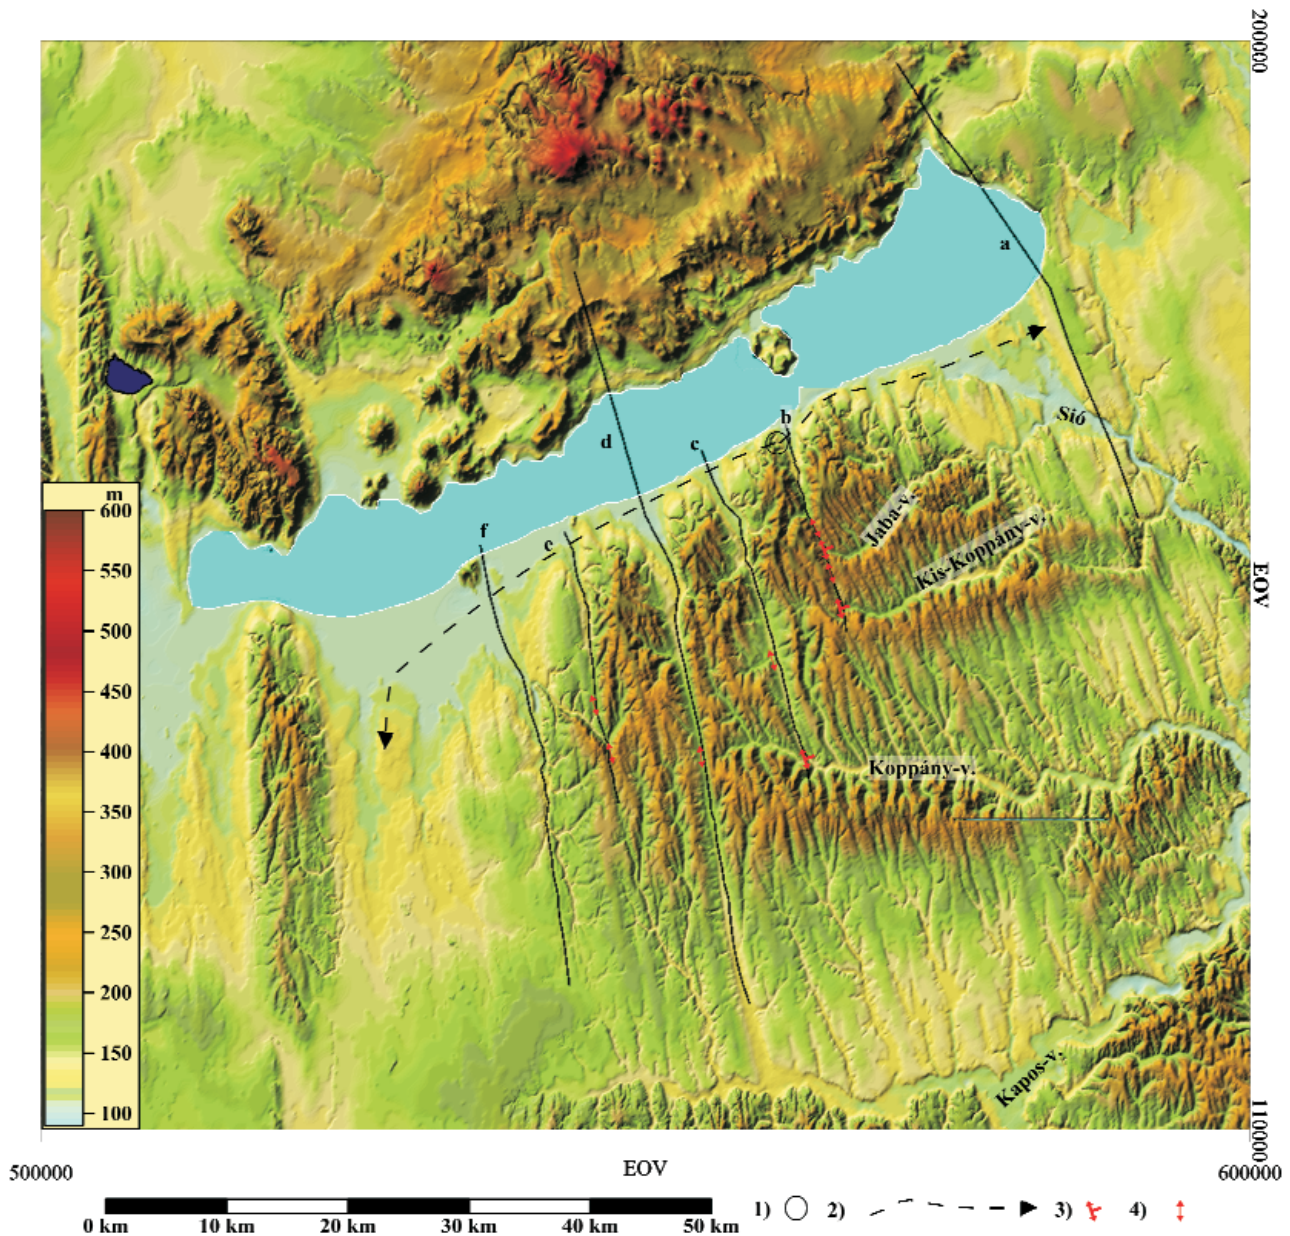 200000
a
Sió
b
c
d
Jaba-v.
Kis-Koppány-v.
EOV
f
e
m
600
550
500
450
400
350
300
250
200
150
100
Koppány-v.
Kapos-v.
110000
500000
EOV
600000
0 km 10 km 20 km 30 km 40 km 50 km
1) 2) 3) 4)